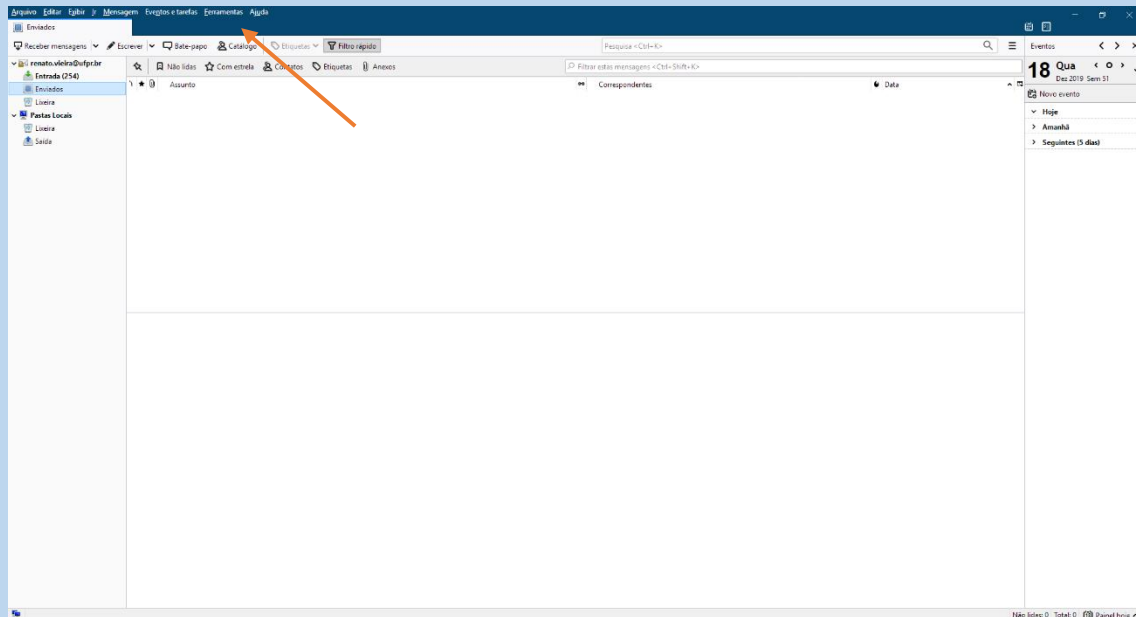 Arquivo Editar Exibir Ir Mensagem Eventos e tarefas Ferramentas Ajuda
Enviados
Receber mensagens Escrever Bate-papo Catálogo Etiquetas Filtro rápido Pesquisa <Ctrl+K> Eventos
renato.vieira@ufpr.br
Entrada (254)
Enviados
Lixeira
Pastas Locais
Lixeira
Saída
Não lidas Com estrela Contatos Etiquetas Anexos Filtrar estas mensagens <Ctrl+Shift+K>
Assunto Correspondentes Data
18 Qua
Dez 2019 Sem 51
Novo evento
Hoje
Amanhã
Seguintes (5 dias)
Não lidas: 0 Total: 0 Painel hoje